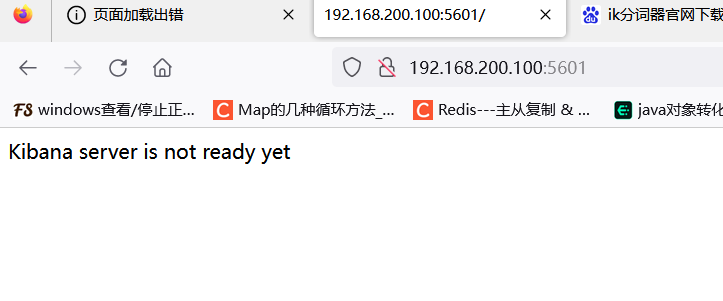 页面加载出错
192.168.200.100:5601/
ik分词器官网下载
192.168.200.100:5601
FS windows查看/停止正...
C Map的几种循环方法_...
C Redis---主从复制 & ...
java对象转化
Kibana server is not ready yet